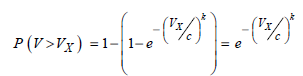 P(V>V_X) = 1-(1-e^{-(V_X/c)^k}) = e^{-(V_X/c)^k}